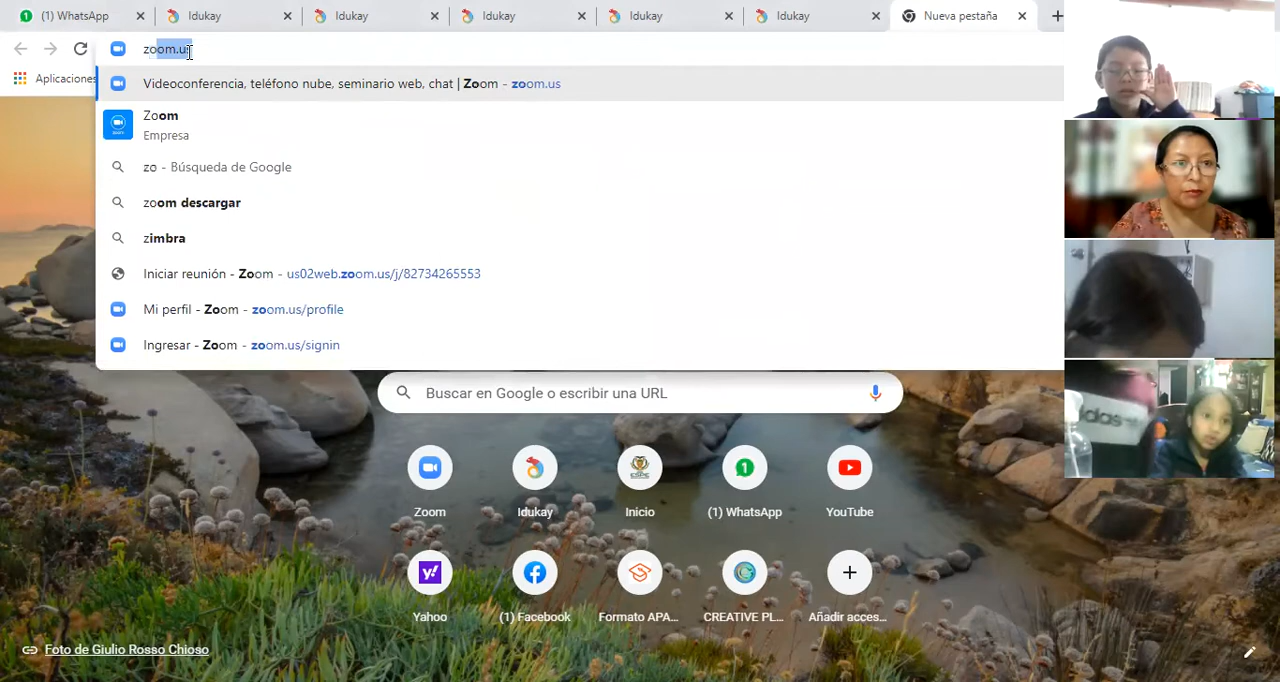 (1) WhatsApp
Idukay
Idukay
Idukay
Idukay
Idukay
Nueva pestaña
zoom.us
Aplicaciones
Videoconferencia, teléfono nube, seminario web, chat | Zoom - zoom.us
Zoom
Empresa
zo - Búsqueda de Google
zoom descargar
zimbra
Iniciar reunión - Zoom - us02web.zoom.us/j/82734265553
Mi perfil - Zoom - zoom.us/profile
Ingresar - Zoom - zoom.us/signin
Buscar en Google o escribir una URL
Zoom
Idukay
Inicio
(1) WhatsApp
YouTube
Yahoo
(1) Facebook
Formato APA...
CREATIVE PL...
Añadir acces...
Foto de Giulio Rosso Chioso
adidas